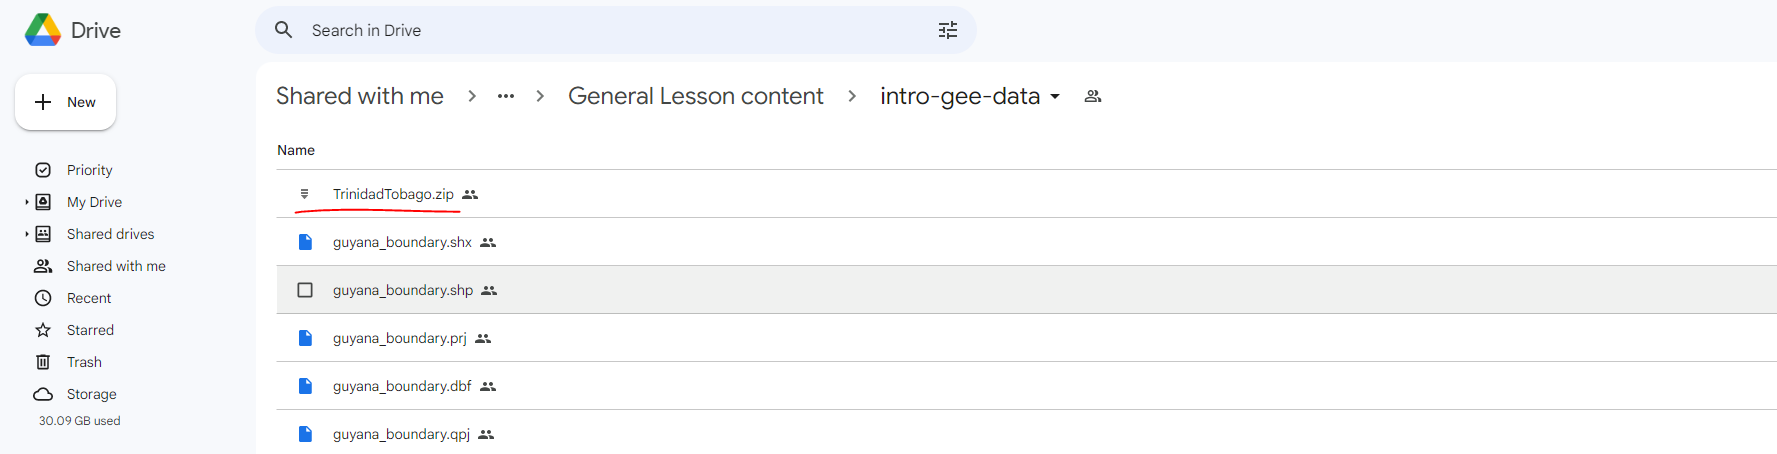 Drive
Search in Drive
New
Shared with me > ... > General Lesson content > intro-gee-data
Name
Priority
TrinidadTobago.zip
My Drive
Shared drives
guyana_boundary.shx
Shared with me
Recent
guyana_boundary.shp
Starred
guyana_boundary.prj
Trash
Storage
guyana_boundary.dbf
30.09 GB used
guyana_boundary.qpj